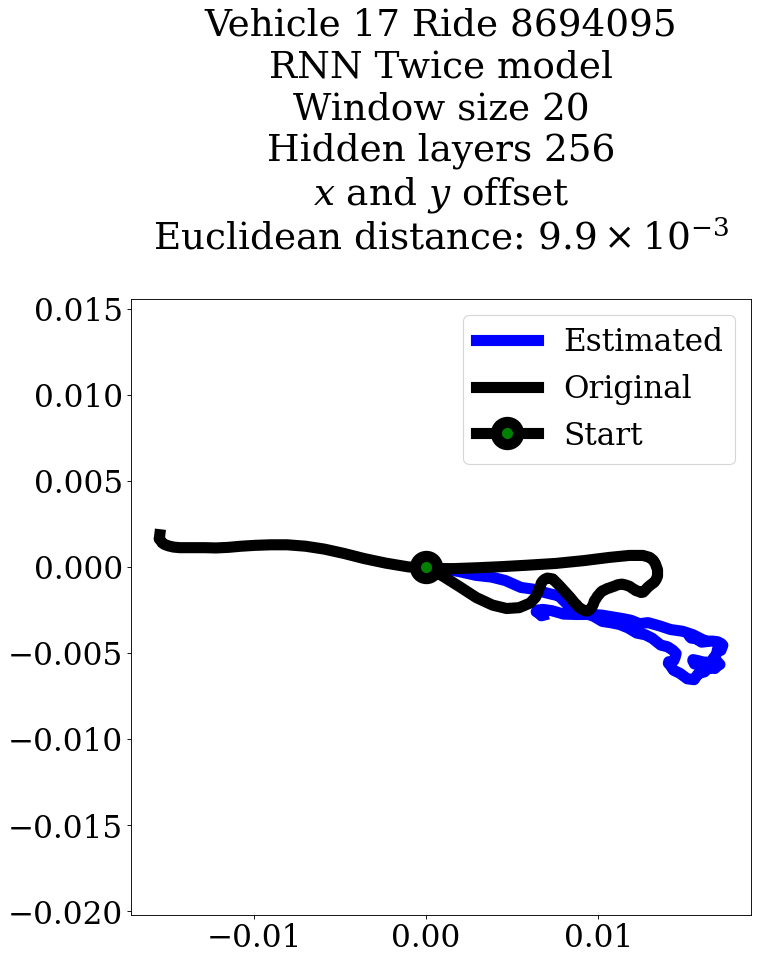 Vehicle 17 Ride 8694095
RNN Twice model
Window size 20
Hidden layers 256
x and y offset
Euclidean distance: 9.9 × 10⁻³
0.015
0.010
0.005
0.000
−0.005
−0.010
−0.015
−0.020
Estimated
Original
Start
−0.01 0.00 0.01